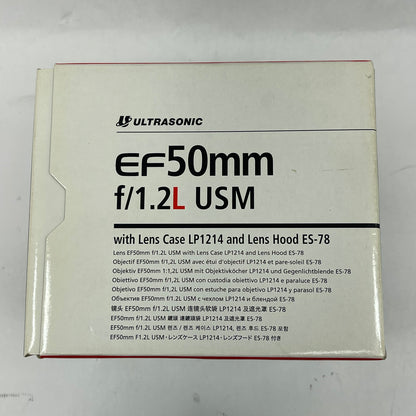 ULTRASONIC
EF50mm
f/1.2L USM
with Lens Case LP1214 and Lens Hood ES-78
Lens EF50mm f/1.2L USM with Lens Case LP1214 and Lens Hood ES-78
Objectif EF50mm f/1.2L USM avec étui d'objectif LP1214 et pare-soleil ES-78
Objektiv EF50mm 1:1,2L USM mit Objektivköcher LP1214 und Gegenlichtblende ES-78
Obiettivo EF50mm f/1,2L USM con custodia obiettivo LP1214 e paraluce ES-78
Objetivo EF50mm f/1,2L USM con estuche para objetivo LP1214 y parasol ES-78
Объектив EF50mm f/1.2L USM с чехлом LP1214 и блендой ES-78
镜头 EF50mm f/1.2L USM 连镜头软袋 LP1214 及遮光罩 ES-78
EF50mm f/1.2L USM 鏡頭 連鏡頭袋 LP1214 及遮光罩 ES-78
EF50mm f/1.2L USM 렌즈 / 렌즈 케이스 LP1214, 렌즈 후드 ES-78 포함
EF50mm F1.2L USM・レンズケース LP1214・レンズフード ES-78 付き